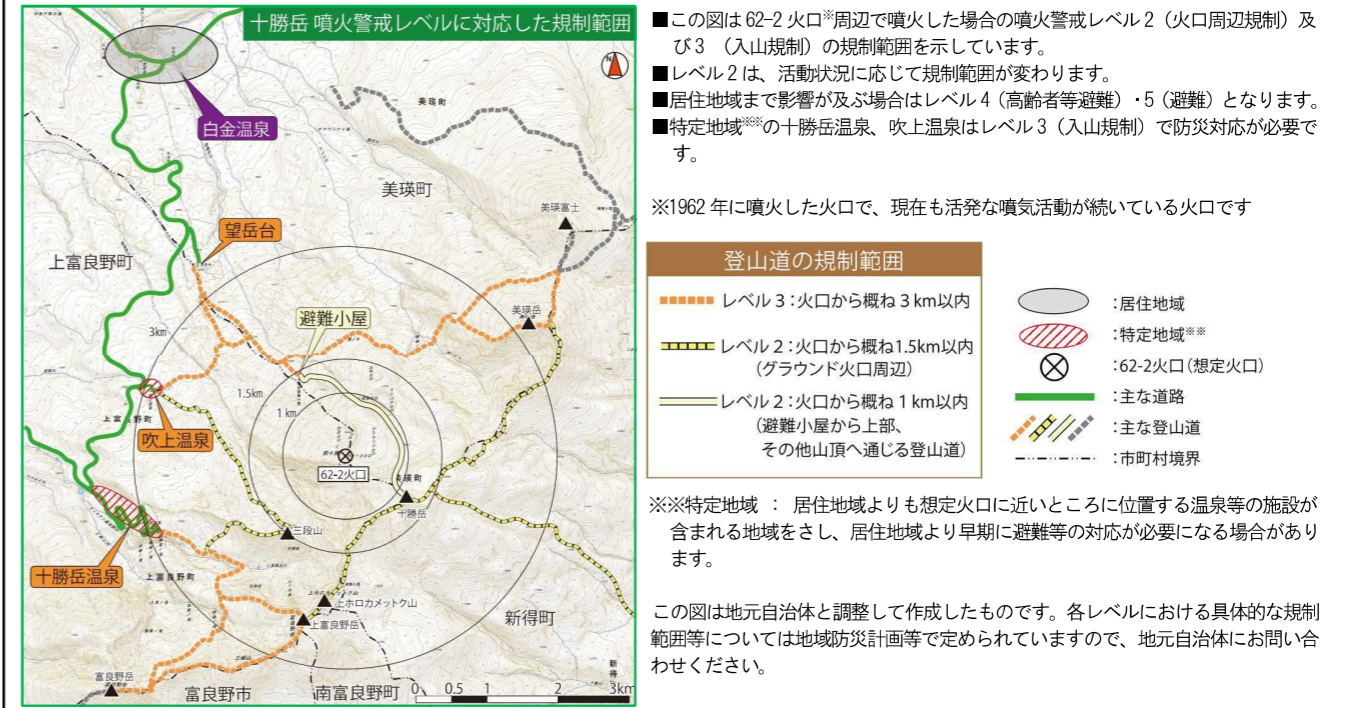 十勝岳 噴火警戒レベルに対応した規制範囲
白金温泉
美瑛町
美瑛町
美瑛富士
望岳台
上富良野町
美瑛岳
避難小屋
3km
1.5km
1 km
上富良野町
吹上温泉
62-2火口
美瑛町
十勝岳
三段山
十勝岳温泉
上富良野町
上ホロカメットク山
上富良野岳
新得町
富良野岳
富良野市
南富良野町
新得
0 0.5 1 2 3km
■この図は 62-2 火口※周辺で噴火した場合の噴火警戒レベル 2（火口周辺規制）及
び 3 （入山規制）の規制範囲を示しています。
■レベル 2 は、活動状況に応じて規制範囲が変わります。
■居住地域まで影響が及ぶ場合はレベル 4（高齢者等避難）・5（避難）となります。
■特定地域※※の十勝岳温泉、吹上温泉はレベル 3（入山規制）で防災対応が必要で
す。
※1962 年に噴火した火口で、現在も活発な噴気活動が続いている火口です
登山道の規制範囲
レベル 3：火口から概ね 3 km以内
レベル 2：火口から概ね1.5km以内
（グラウンド火口周辺）
レベル 2：火口から概ね 1 km以内
（避難小屋から上部、
その他山頂へ通じる登山道）
：居住地域
：特定地域※※
：62-2火口（想定火口）
：主な道路
：主な登山道
：市町村境界
※※特定地域 ： 居住地域よりも想定火口に近いところに位置する温泉等の施設が
含まれる地域をさし、居住地域より早期に避難等の対応が必要になる場合があり
ます。
この図は地元自治体と調整して作成したものです。各レベルにおける具体的な規制
範囲等については地域防災計画等で定められていますので、地元自治体にお問い合
わせください。